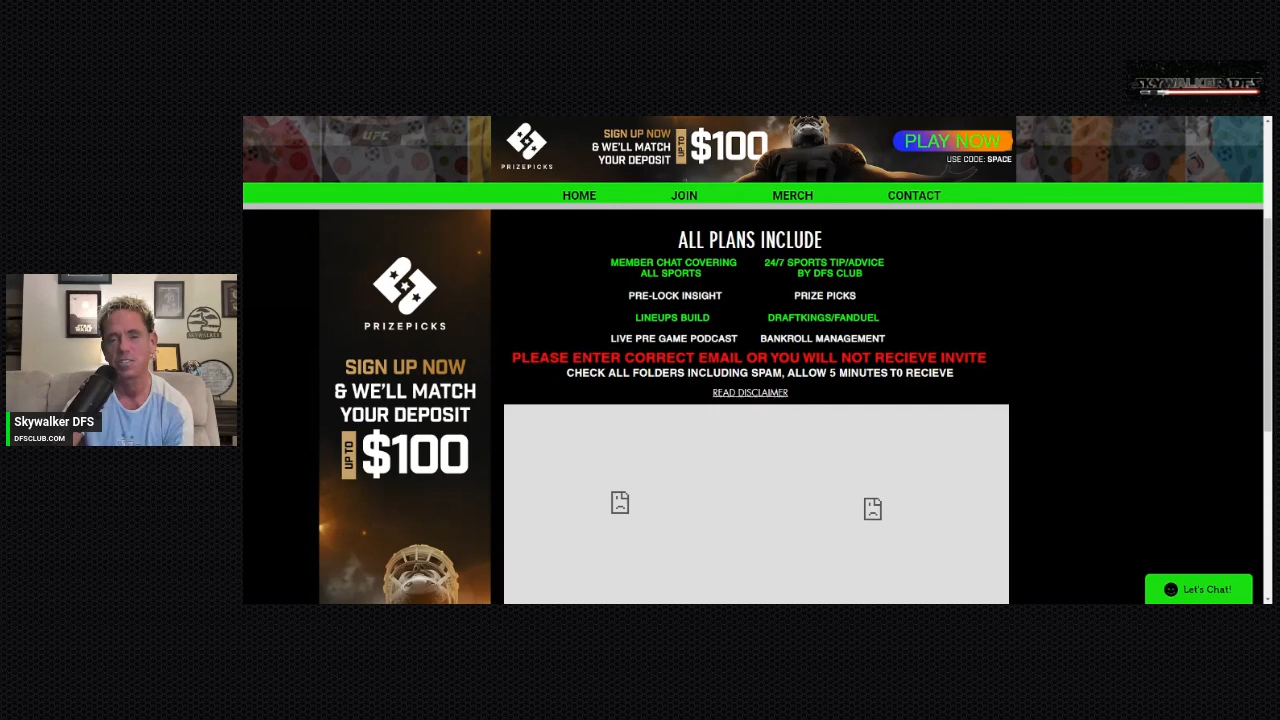 SKYWALKER DFS
UFC
PRIZEPICKS
SIGN UP NOW
& WE'LL MATCH
YOUR DEPOSIT
UP TO
$100
PLAY NOW
USE CODE: SPACE
HOME
JOIN
MERCH
CONTACT
PRIZEPICKS
SIGN UP NOW
& WE'LL MATCH
YOUR DEPOSIT
UP TO
$100
ALL PLANS INCLUDE
MEMBER CHAT COVERING
ALL SPORTS
24/7 SPORTS TIP/ADVICE
BY DFS CLUB
PRE-LOCK INSIGHT
PRIZE PICKS
LINEUPS BUILD
DRAFTKINGS/FANDUEL
LIVE PRE GAME PODCAST
BANKROLL MANAGEMENT
PLEASE ENTER CORRECT EMAIL OR YOU WILL NOT RECIEVE INVITE
CHECK ALL FOLDERS INCLUDING SPAM, ALLOW 5 MINUTES T0 RECIEVE
READ DISCLAIMER
STAR WARS
SKYWALKER
Skywalker DFS
DFSCLUB.COM
Let's Chat!